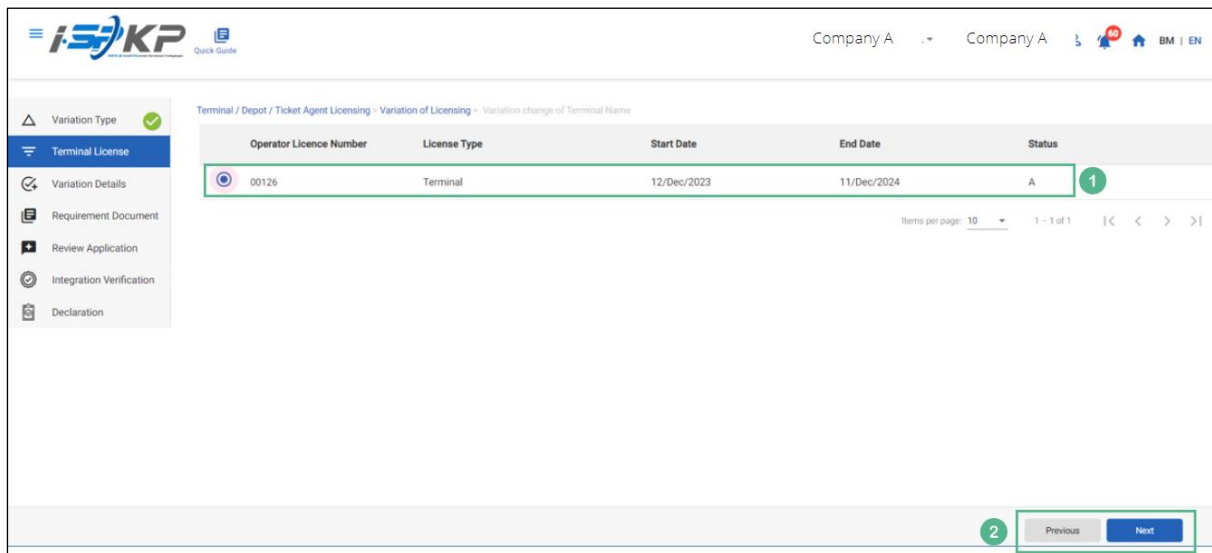 i-SPKP
Quick Guide
Company A
Company A
60
BM | EN
Variation Type
Terminal License
Variation Details
Requirement Document
Review Application
Integration Verification
Declaration
Terminal / Depot / Ticket Agent Licensing > Variation of Licensing > Variation change of Terminal Name
Operator Licence Number License Type Start Date End Date Status
00126 Terminal 12/Dec/2023 11/Dec/2024 A
1
Items per page: 10 1 – 1 of 1
2
Previous Next